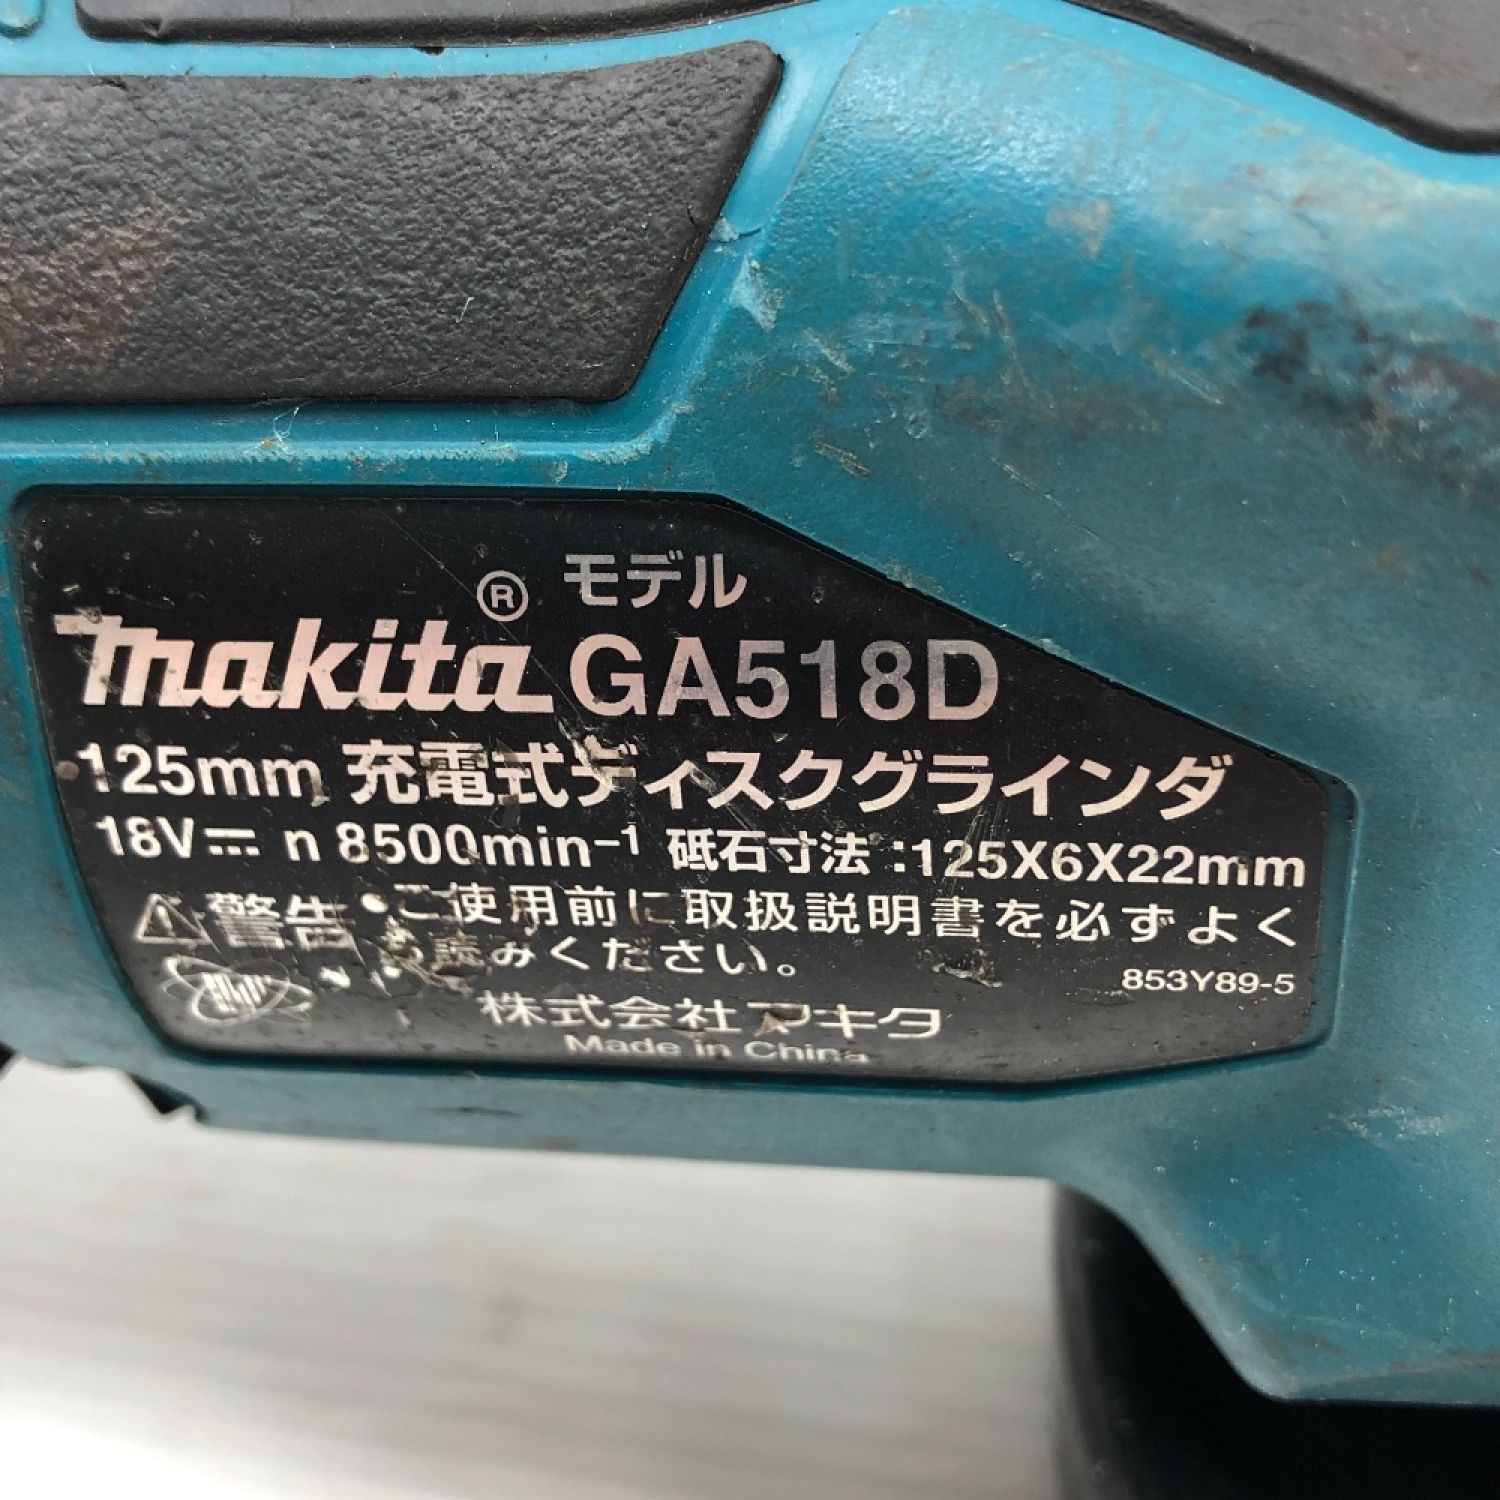 モデル
makita® GA518D
125mm 充電式ディスクグラインダ
18V⎓ n 8500min⁻¹ 砥石寸法:125X6X22mm
⚠警告 •ご使用前に取扱説明書を必ずよく
お読みください。
853Y89-5
株式会社マキタ
Made in China